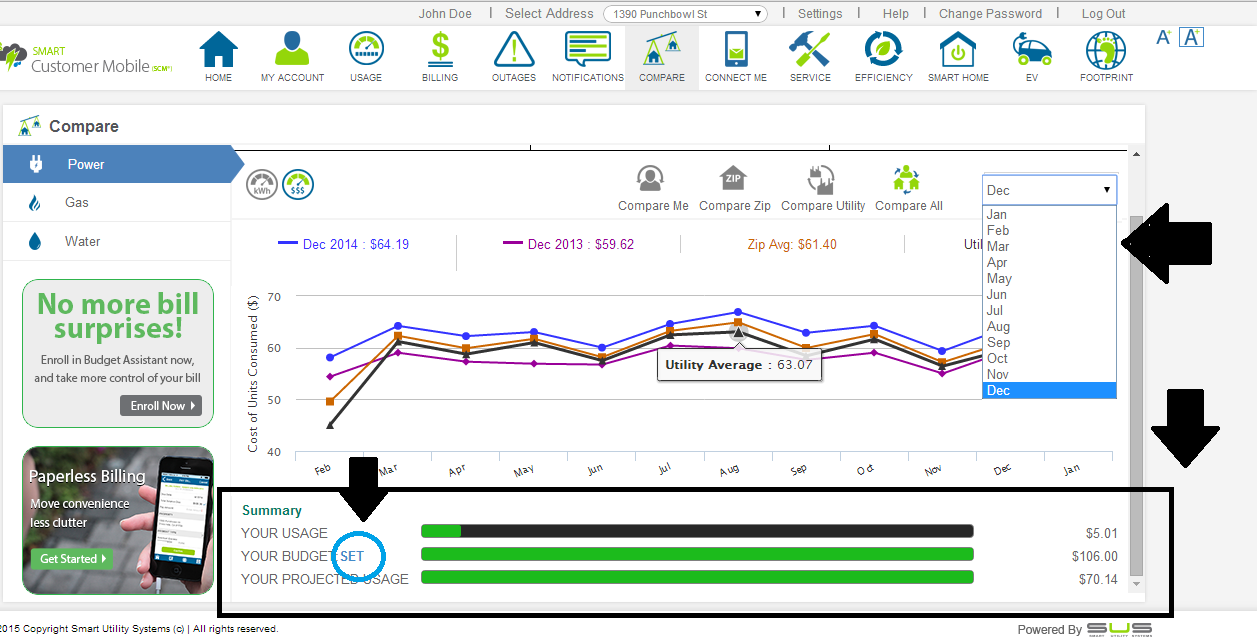 John Doe | Select Address 1390 Punchbowl St | Settings | Help | Change Password | Log Out
SMART
Customer Mobile (SCM®)
HOME MY ACCOUNT USAGE BILLING OUTAGES NOTIFICATIONS COMPARE CONNECT ME SERVICE EFFICIENCY SMART HOME EV FOOTPRINT
A+ A+
Compare
Power
Gas
Water
kWh $$$
ZIP
Compare Me Compare Zip Compare Utility Compare All
Dec
Jan
Feb
Mar
Apr
May
Jun
Jul
Aug
Sep
Oct
Nov
Dec
Dec 2014 : $64.19 Dec 2013 : $59.62 Zip Avg: $61.40
Cost of Units Consumed ($)
70
60
50
40
Utility Average : 63.07
Feb Mar Apr May Jun Jul Aug Sep Oct Nov Dec Jan
No more bill
surprises!
Enroll in Budget Assistant now,
and take more control of your bill
Enroll Now
Paperless Billing
Move convenience
less clutter
Get Started
Summary
YOUR USAGE $5.01
YOUR BUDGET SET $106.00
YOUR PROJECTED USAGE $70.14
2015 Copyright Smart Utility Systems (c) | All rights reserved.
Powered By SUS
SMART UTILITY SYSTEMS